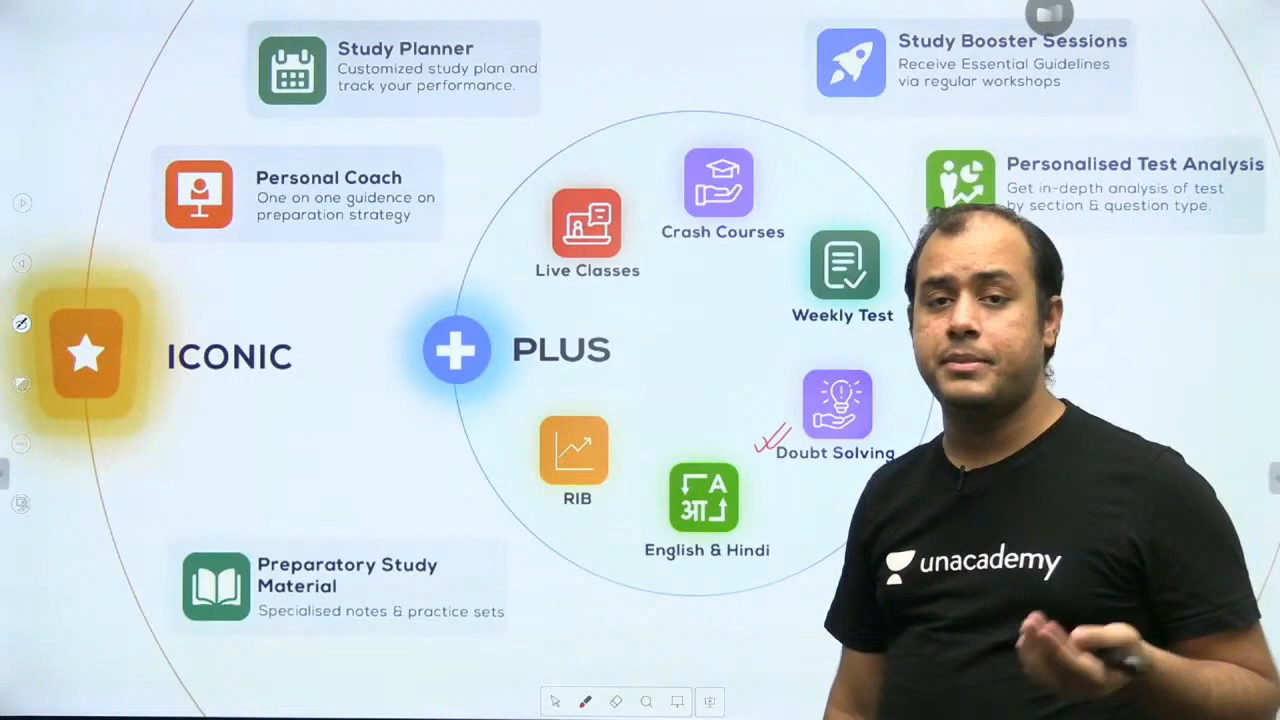 Study Planner
Customized study plan and
track your performance.
Study Booster Sessions
Receive Essential Guidelines
via regular workshops
Personal Coach
One on one guidance on
preparation strategy
Personalised Test Analysis
Get in-depth analysis of test
by section & question type.
Crash Courses
Live Classes
Weekly Test
ICONIC
PLUS
Doubt Solving
RIB
A
आ
English & Hindi
Preparatory Study
Material
Specialised notes & practice sets
unacademy